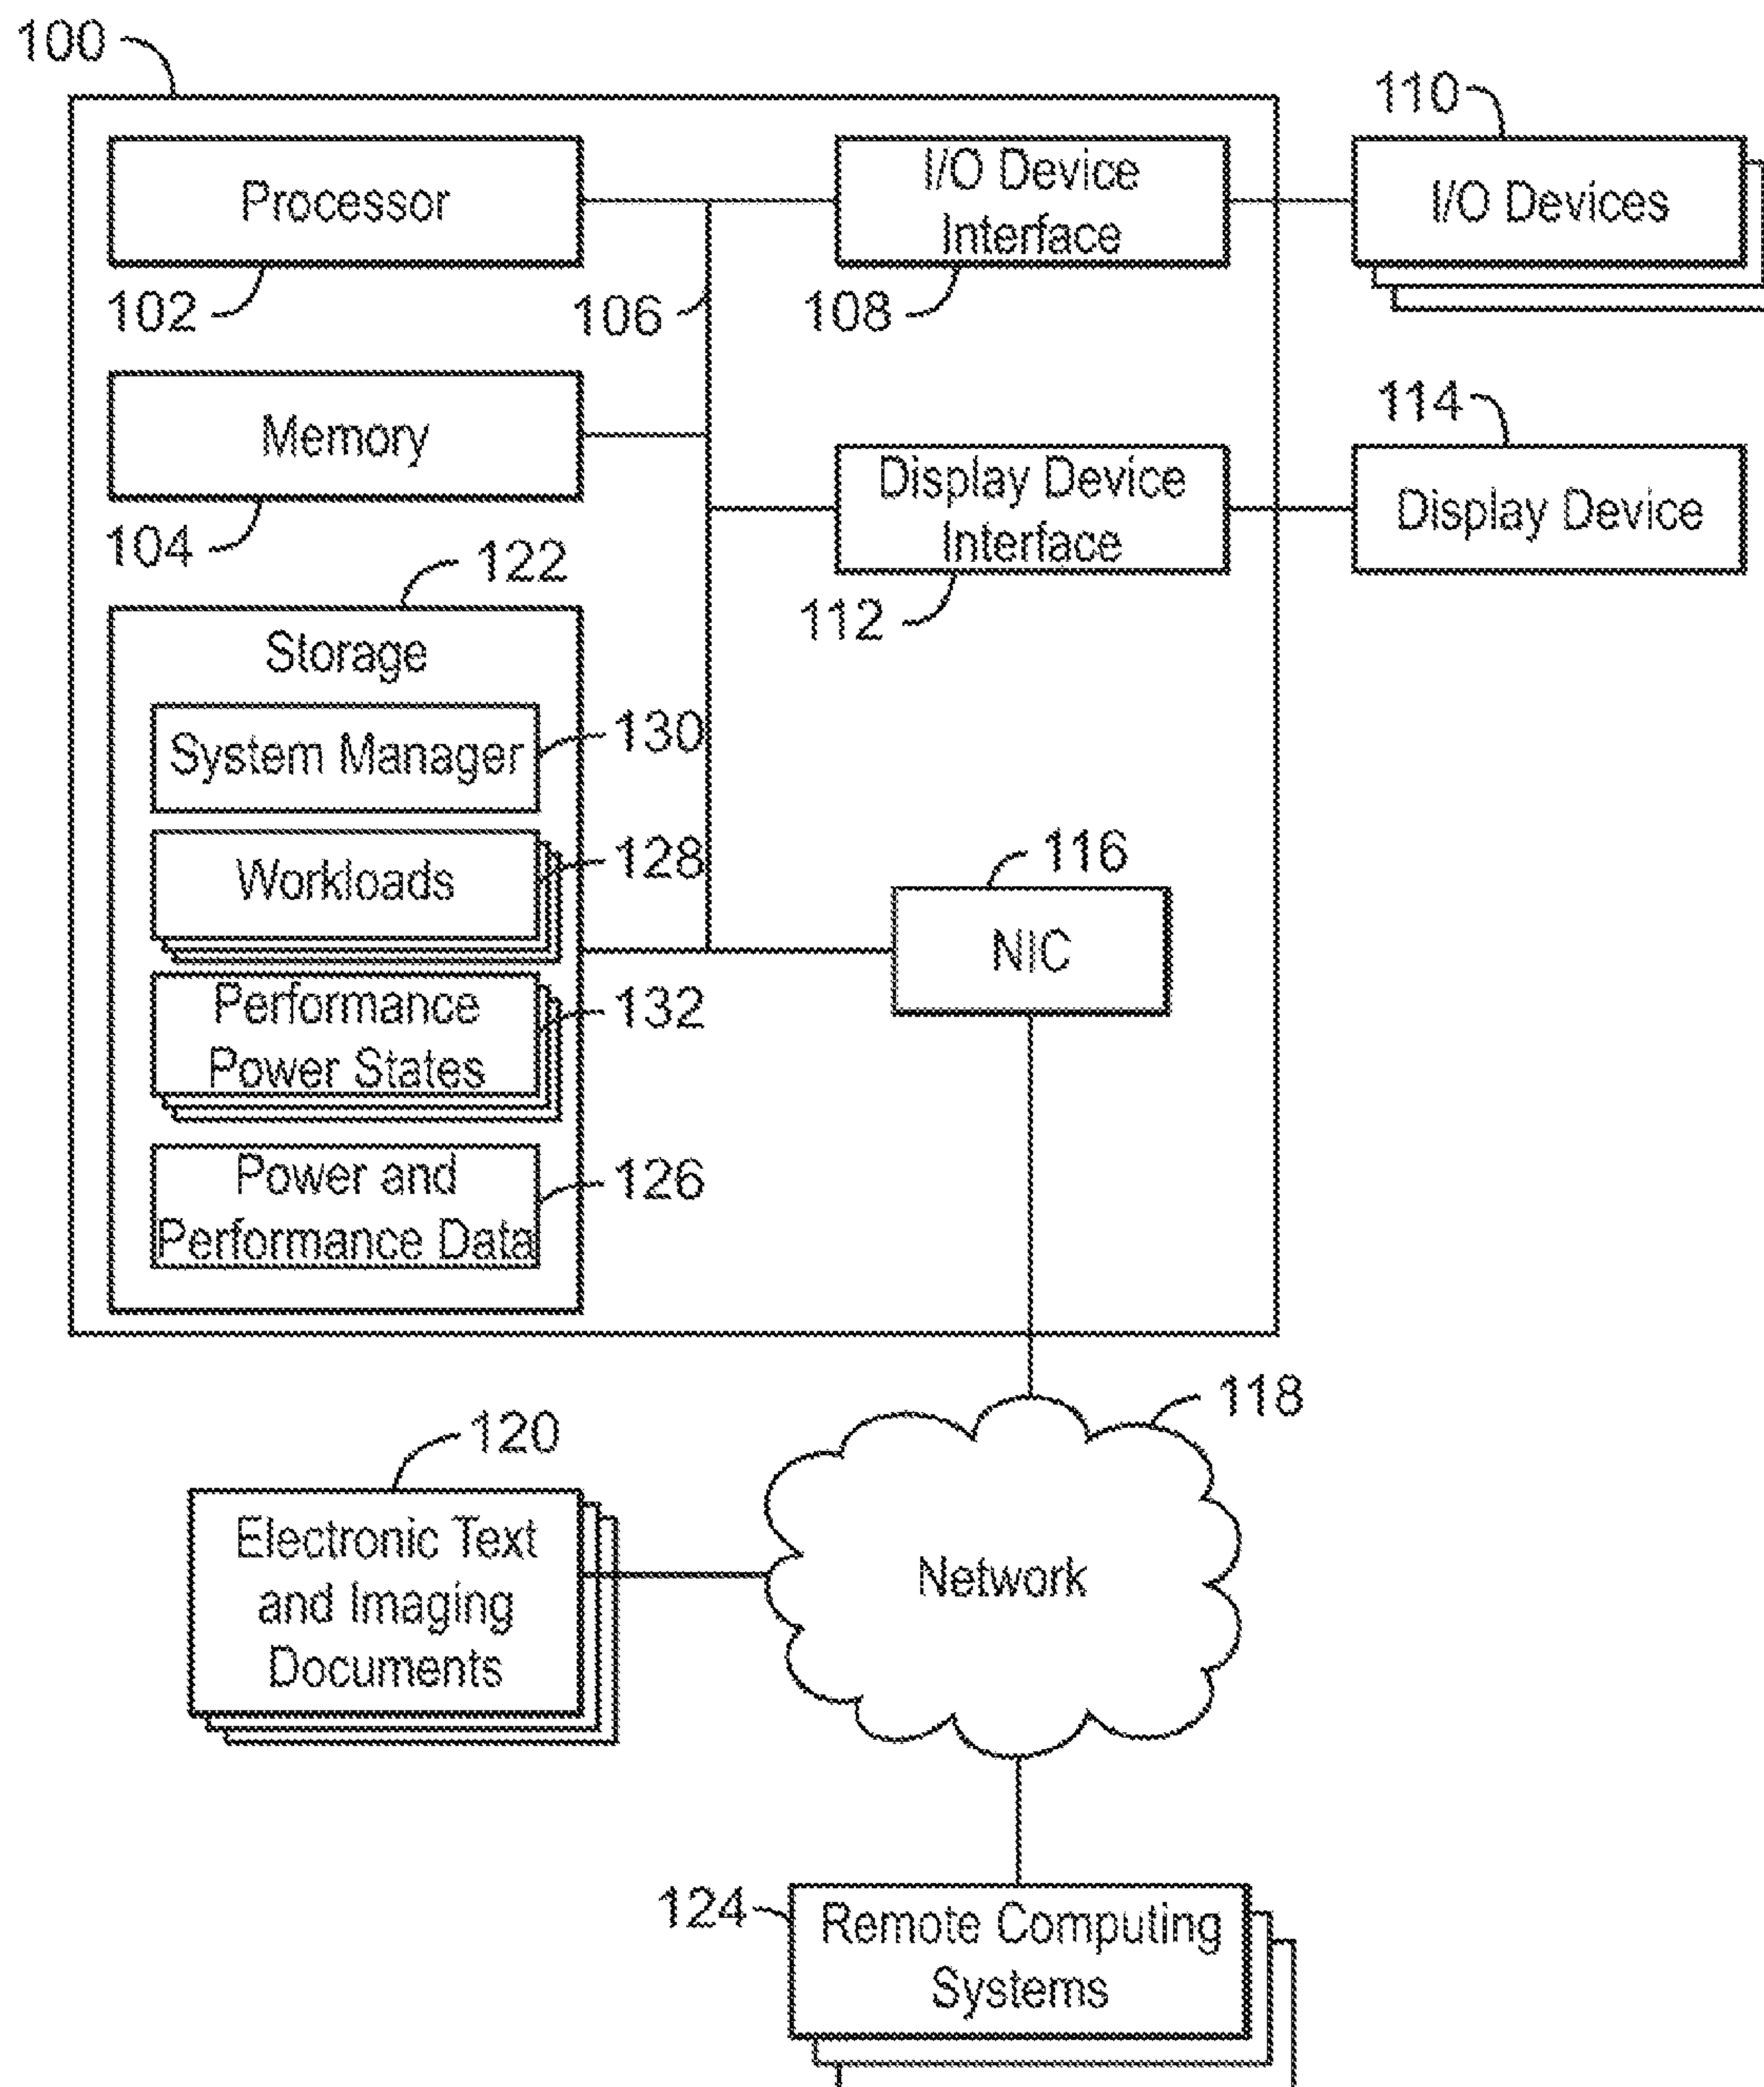 100
110
Processor
I/O Device
Interface
I/O Devices
102
106
108
114
Memory
Display Device
Interface
Display Device
104
122
112
Storage
System Manager
130
Workloads
128
116
NIC
Performance
Power States
132
Power and
Performance Data
126
118
120
Electronic Text
and Imaging
Documents
Network
124
Remote Computing
Systems